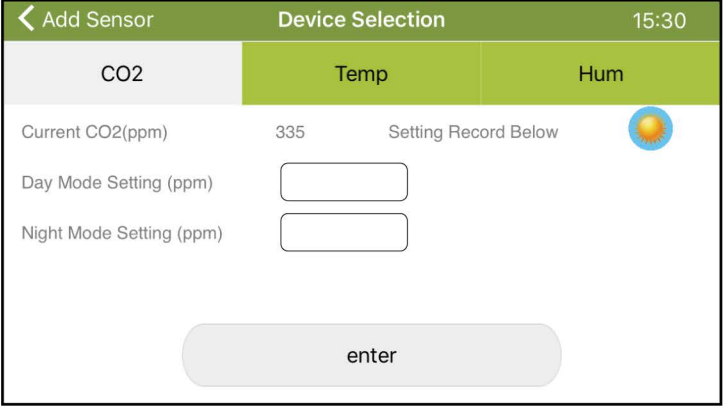 Add Sensor Device Selection 15:30
CO2 Temp Hum
Current CO2(ppm) 335 Setting Record Below
Day Mode Setting (ppm)
Night Mode Setting (ppm)
enter